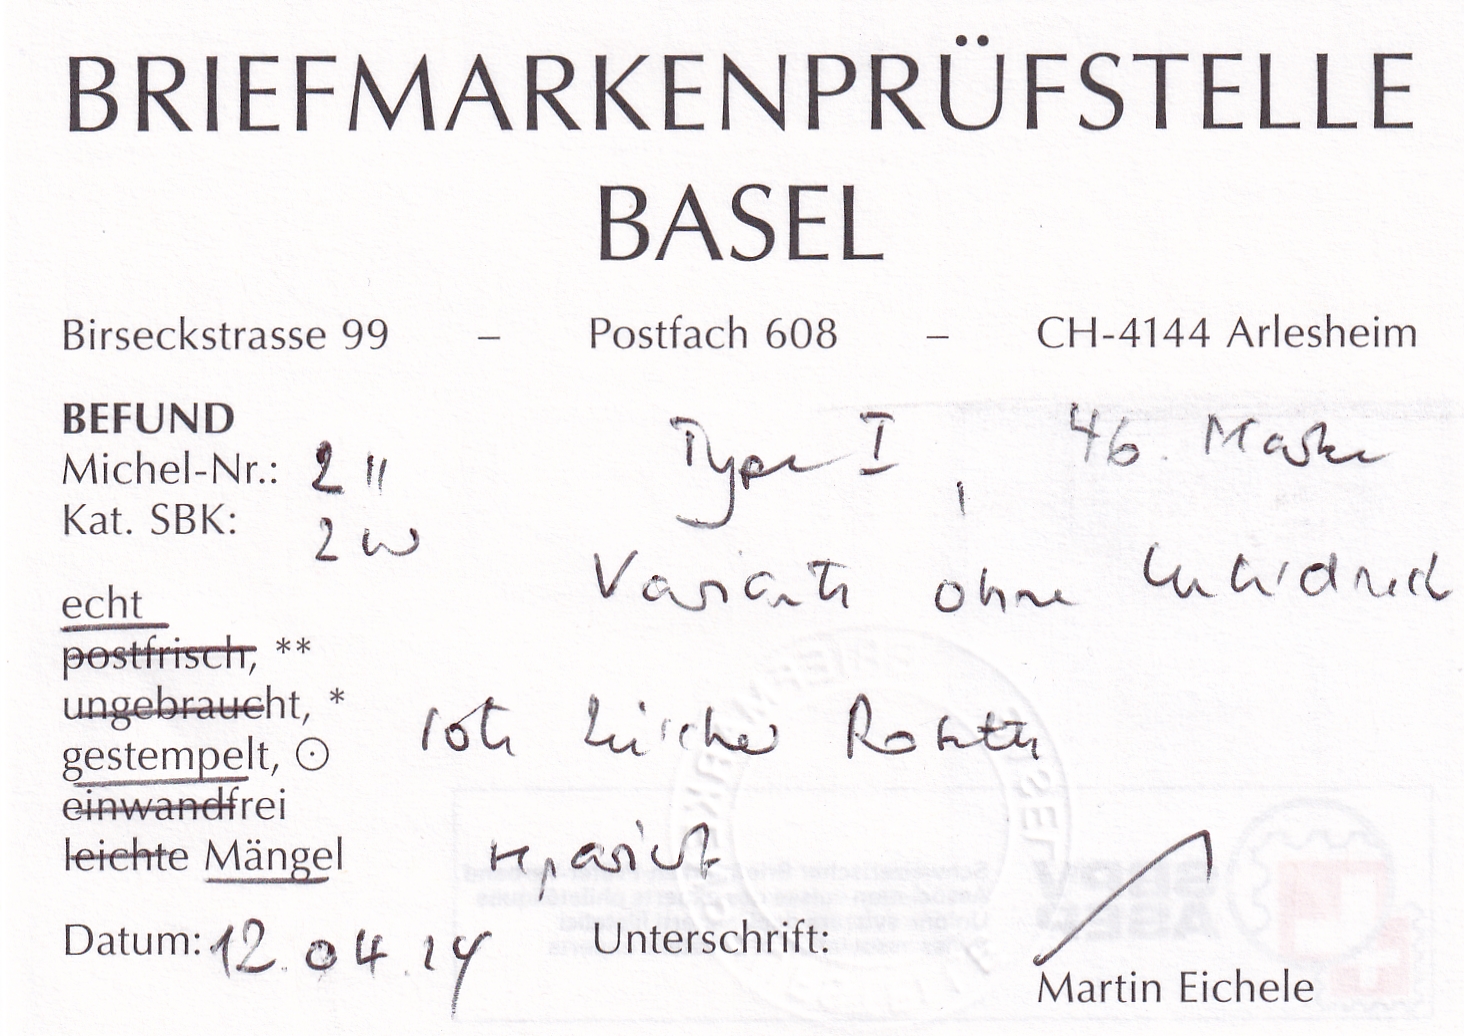 BRIEFMARKENPRÜFSTELLE
BASEL
Birseckstrasse 99 – Postfach 608 – CH-4144 Arlesheim
BEFUND
Type I, 46. Marke
Michel-Nr.: 2 II
Kat. SBK: 2 W
Variante ohne
echt
postfrisch, **
ungebraucht, *
rote Zürcher Rosette
gestempelt, ⊙
einwandfrei
leichte Mängel repariert
Datum: 12.04.14 Unterschrift:
Martin Eichele